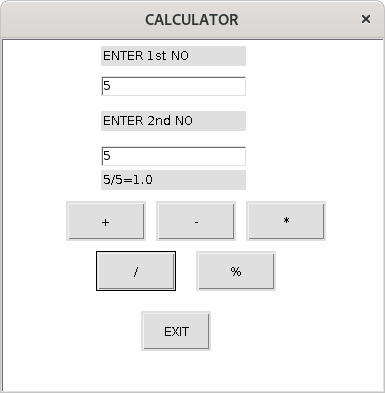 CALCULATOR
×
ENTER 1st NO
5
ENTER 2nd NO
5
5/5=1.0
+ - *
/ %
EXIT